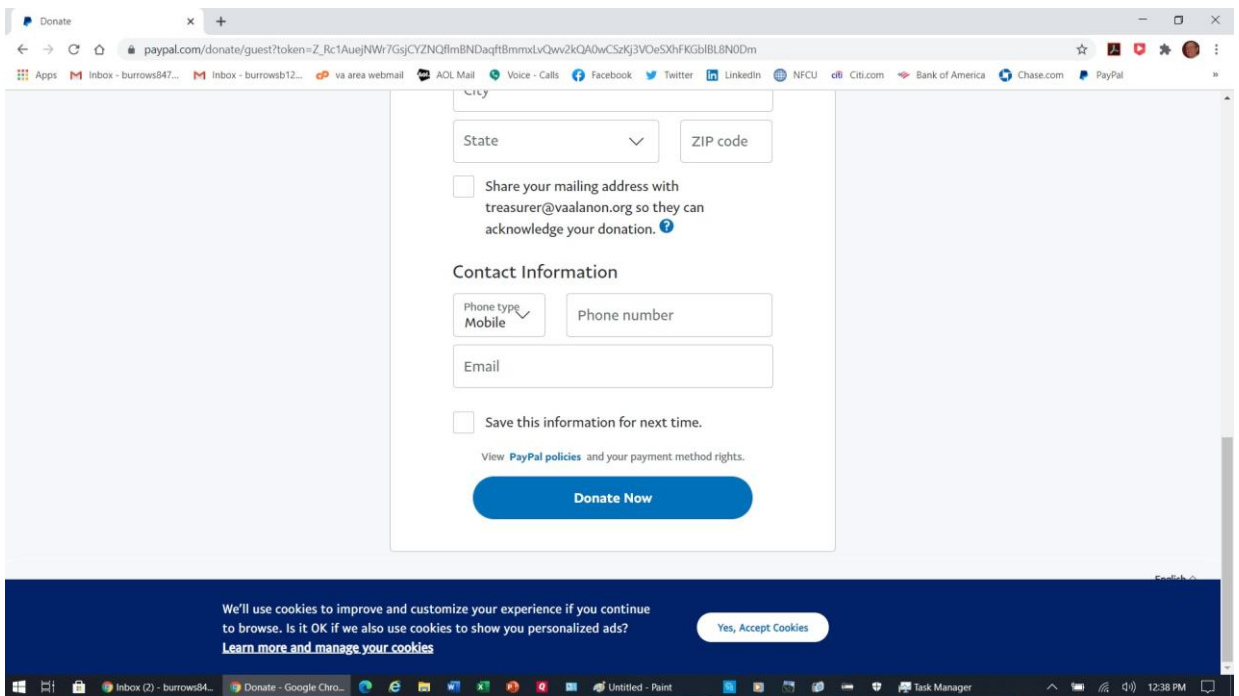 Donate
paypal.com/donate/guest?token=Z_Rc1AuejNWr7GsjCYZNQflmBNDaqftBmmxLvQwv2kQA0wCSzKj3VOeSXhFKGblBL8N0Dm
Apps Inbox - burrows847... Inbox - burrowsb12... va area webmail AOL Mail Voice - Calls Facebook Twitter LinkedIn NFCU Citi.com Bank of America Chase.com PayPal »
City
State ZIP code
Share your mailing address with
treasurer@vaalanon.org so they can
acknowledge your donation. ?
Contact Information
Phone type
Mobile
Phone number
Email
Save this information for next time.
View PayPal policies and your payment method rights.
Donate Now
English
We'll use cookies to improve and customize your experience if you continue
to browse. Is it OK if we also use cookies to show you personalized ads?
Learn more and manage your cookies
Yes, Accept Cookies
Inbox (2) - burrows84... Donate - Google Chro... Untitled - Paint Task Manager 12:38 PM